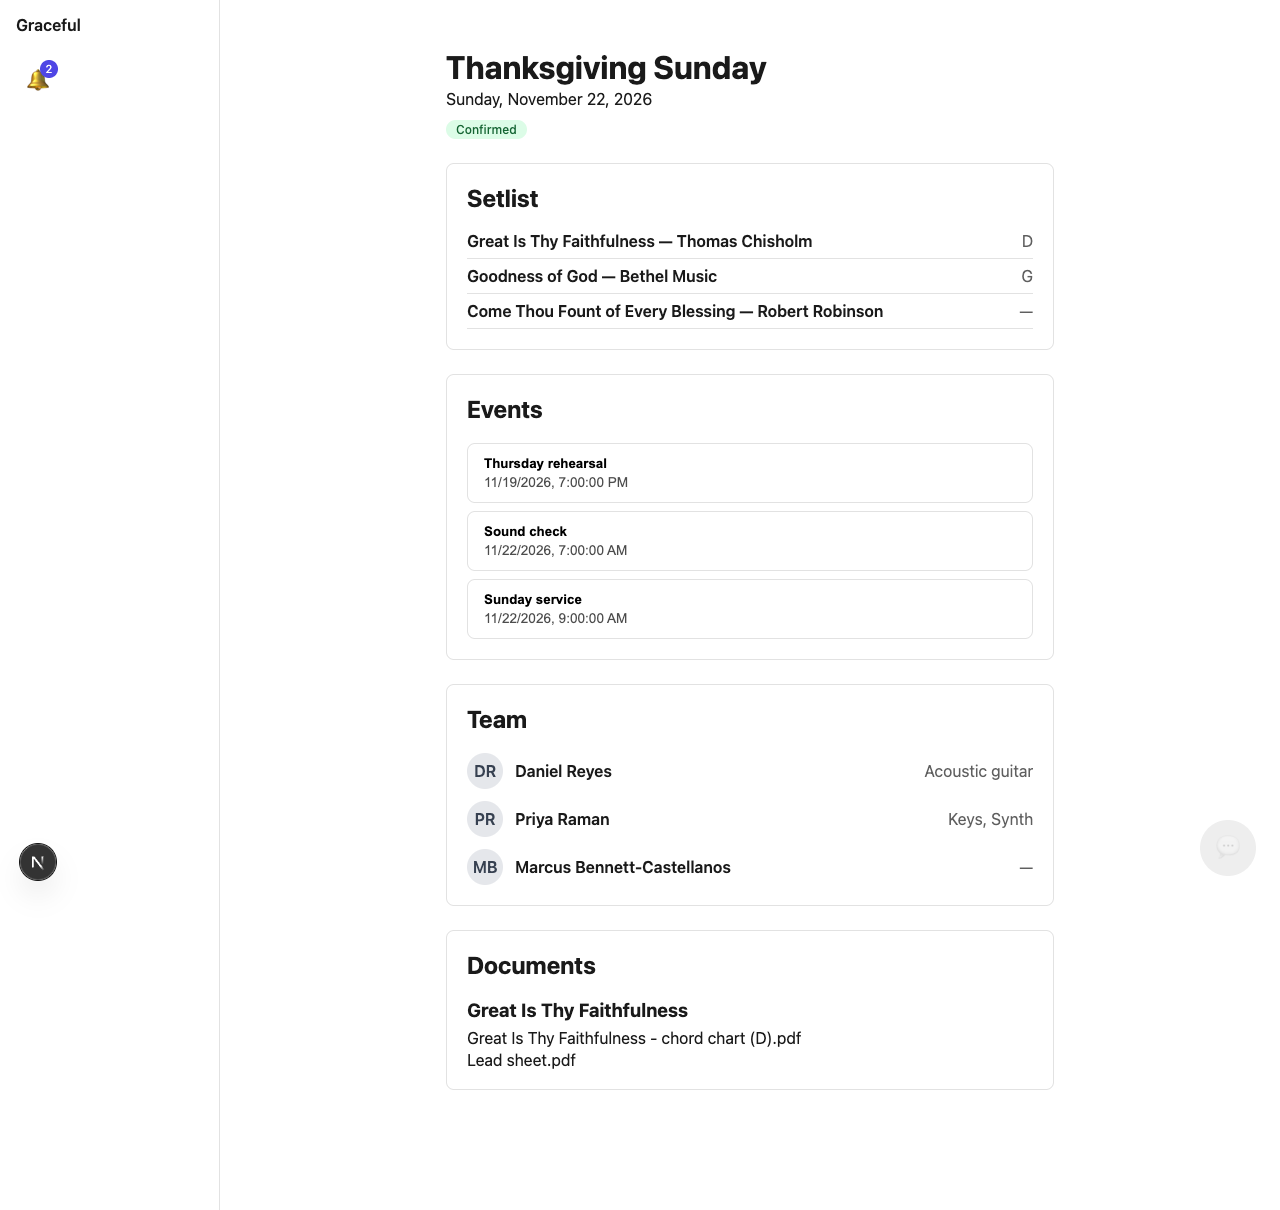 Graceful
2
Thanksgiving Sunday
Sunday, November 22, 2026
Confirmed
Setlist
Great Is Thy Faithfulness — Thomas Chisholm D
Goodness of God — Bethel Music G
Come Thou Fount of Every Blessing — Robert Robinson —
Events
Thursday rehearsal
11/19/2026, 7:00:00 PM
Sound check
11/22/2026, 7:00:00 AM
Sunday service
11/22/2026, 9:00:00 AM
Team
DR Daniel Reyes Acoustic guitar
PR Priya Raman Keys, Synth
MB Marcus Bennett-Castellanos —
N
Documents
Great Is Thy Faithfulness
Great Is Thy Faithfulness - chord chart (D).pdf
Lead sheet.pdf